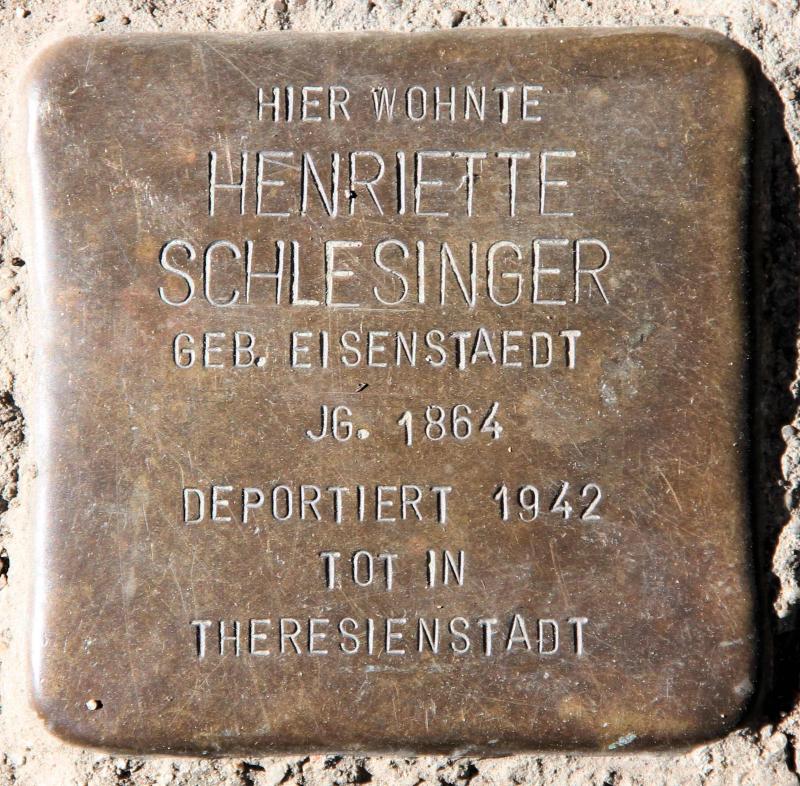 HIER WOHNTE
HENRIETTE
SCHLESINGER
GEB. EISENSTAEDT
JG. 1864
DEPORTIERT 1942
TOT IN
THERESIENSTADT